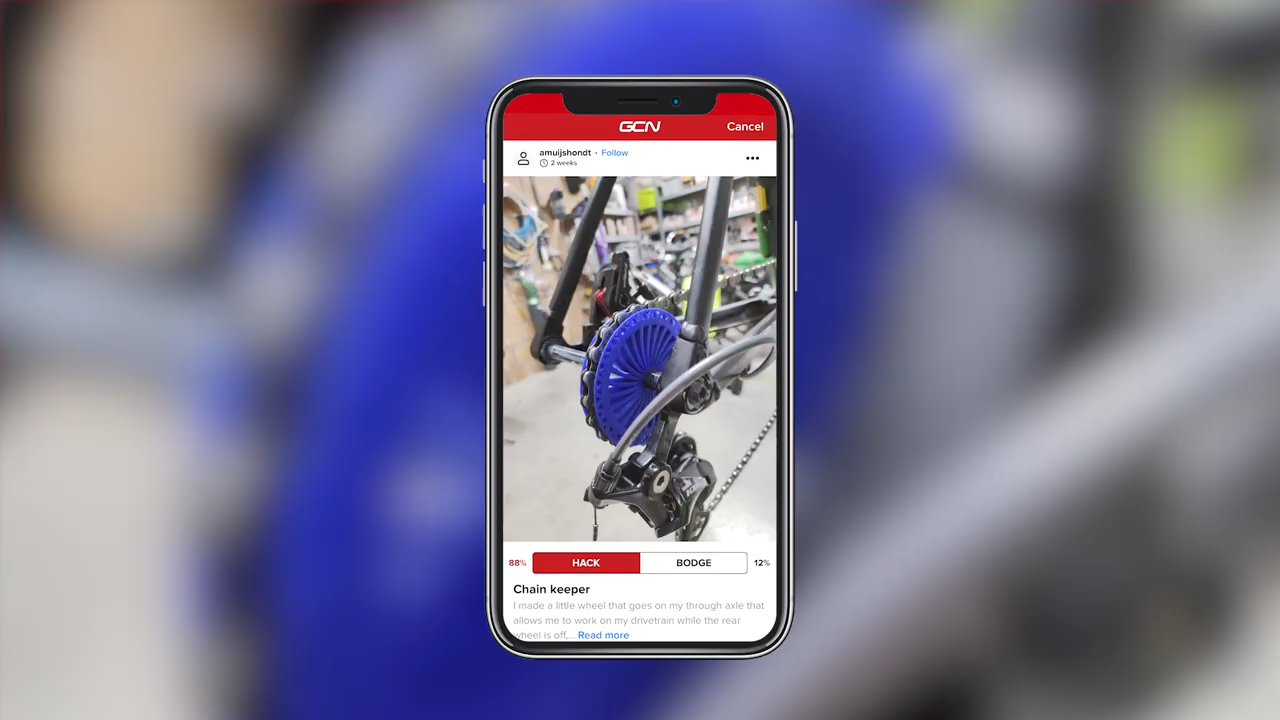 GCN
Cancel
amuijshondt · Follow
2 weeks
88%
HACK
BODGE
12%
Chain keeper
I made a little wheel that goes on my through axle that
allows me to work on my drivetrain while the rear
wheel is off,... Read more